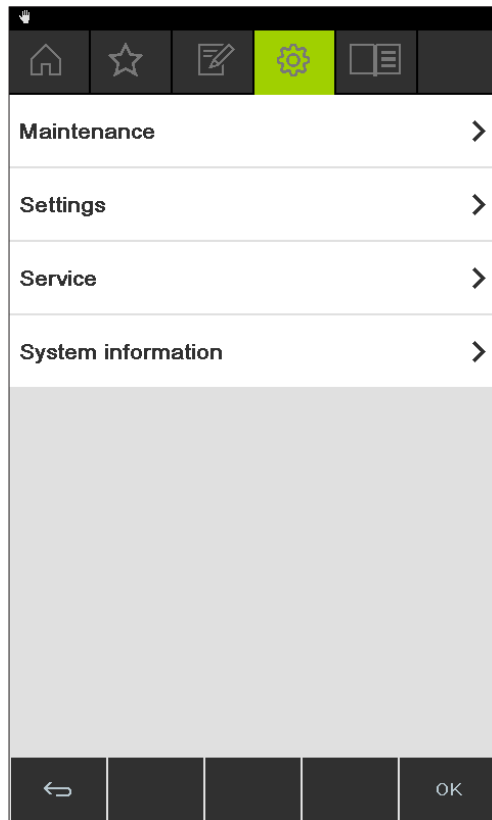 Maintenance
Settings
Service
System information
OK